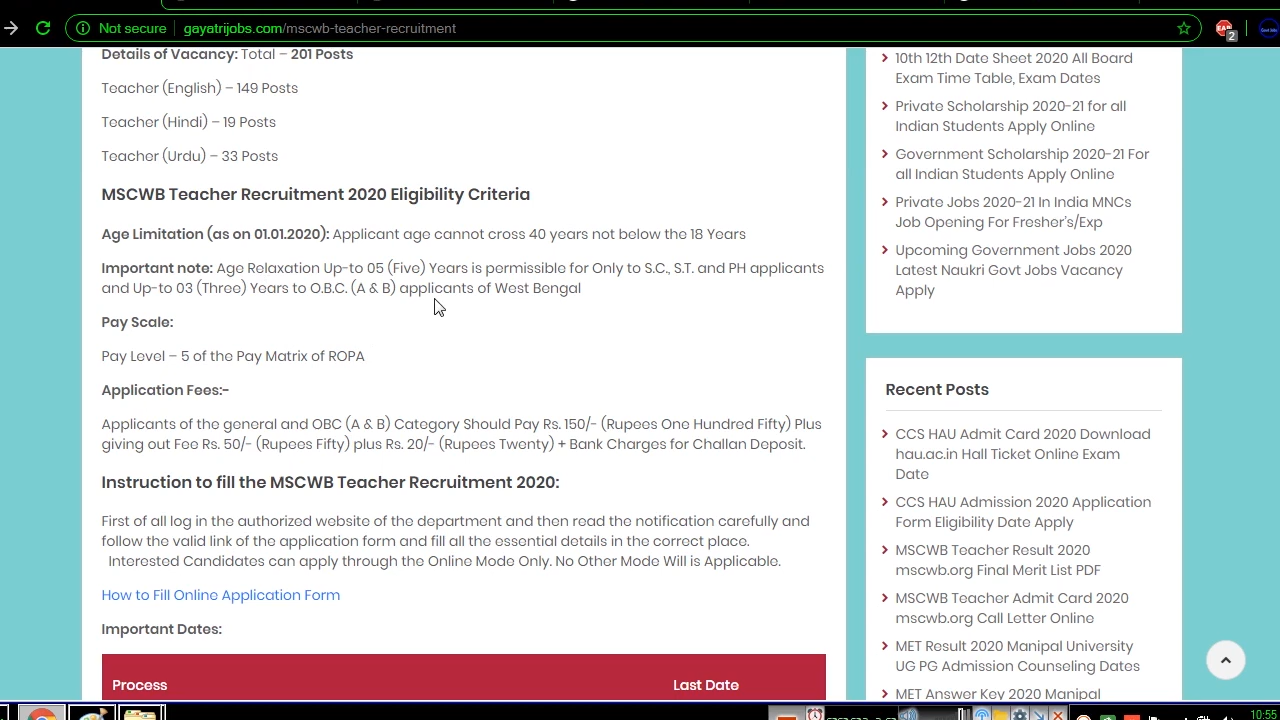 Not secure
gayatrijobs.com/mscwb-teacher-recruitment
2
Details of Vacancy: Total – 201 Posts
Teacher (English) – 149 Posts
Teacher (Hindi) – 19 Posts
Teacher (Urdu) – 33 Posts
MSCWB Teacher Recruitment 2020 Eligibility Criteria
Age Limitation (as on 01.01.2020): Applicant age cannot cross 40 years not below the 18 Years
Important note: Age Relaxation Up-to 05 (Five) Years is permissible for Only to S.C., S.T. and PH applicants
and Up-to 03 (Three) Years to O.B.C. (A & B) applicants of West Bengal
Pay Scale:
Pay Level – 5 of the Pay Matrix of ROPA
Application Fees:-
Applicants of the general and OBC (A & B) Category Should Pay Rs. 150/- (Rupees One Hundred Fifty) Plus
giving out Fee Rs. 50/- (Rupees Fifty) plus Rs. 20/- (Rupees Twenty) + Bank Charges for Challan Deposit.
Instruction to fill the MSCWB Teacher Recruitment 2020:
First of all log in the authorized website of the department and then read the notification carefully and
follow the valid link of the application form and fill all the essential details in the correct place.
Interested Candidates can apply through the Online Mode Only. No Other Mode Will is Applicable.
How to Fill Online Application Form
Important Dates:
Process
Last Date
10th 12th Date Sheet 2020 All Board
Exam Time Table, Exam Dates
Private Scholarship 2020-21 for all
Indian Students Apply Online
Government Scholarship 2020-21 For
all Indian Students Apply Online
Private Jobs 2020-21 In India MNCs
Job Opening For Fresher's/Exp
Upcoming Government Jobs 2020
Latest Naukri Govt Jobs Vacancy
Apply
Recent Posts
CCS HAU Admit Card 2020 Download
hau.ac.in Hall Ticket Online Exam
Date
CCS HAU Admission 2020 Application
Form Eligibility Date Apply
MSCWB Teacher Result 2020
mscwb.org Final Merit List PDF
MSCWB Teacher Admit Card 2020
mscwb.org Call Letter Online
MET Result 2020 Manipal University
UG PG Admission Counseling Dates
MET Answer Key 2020 Manipal
10:55